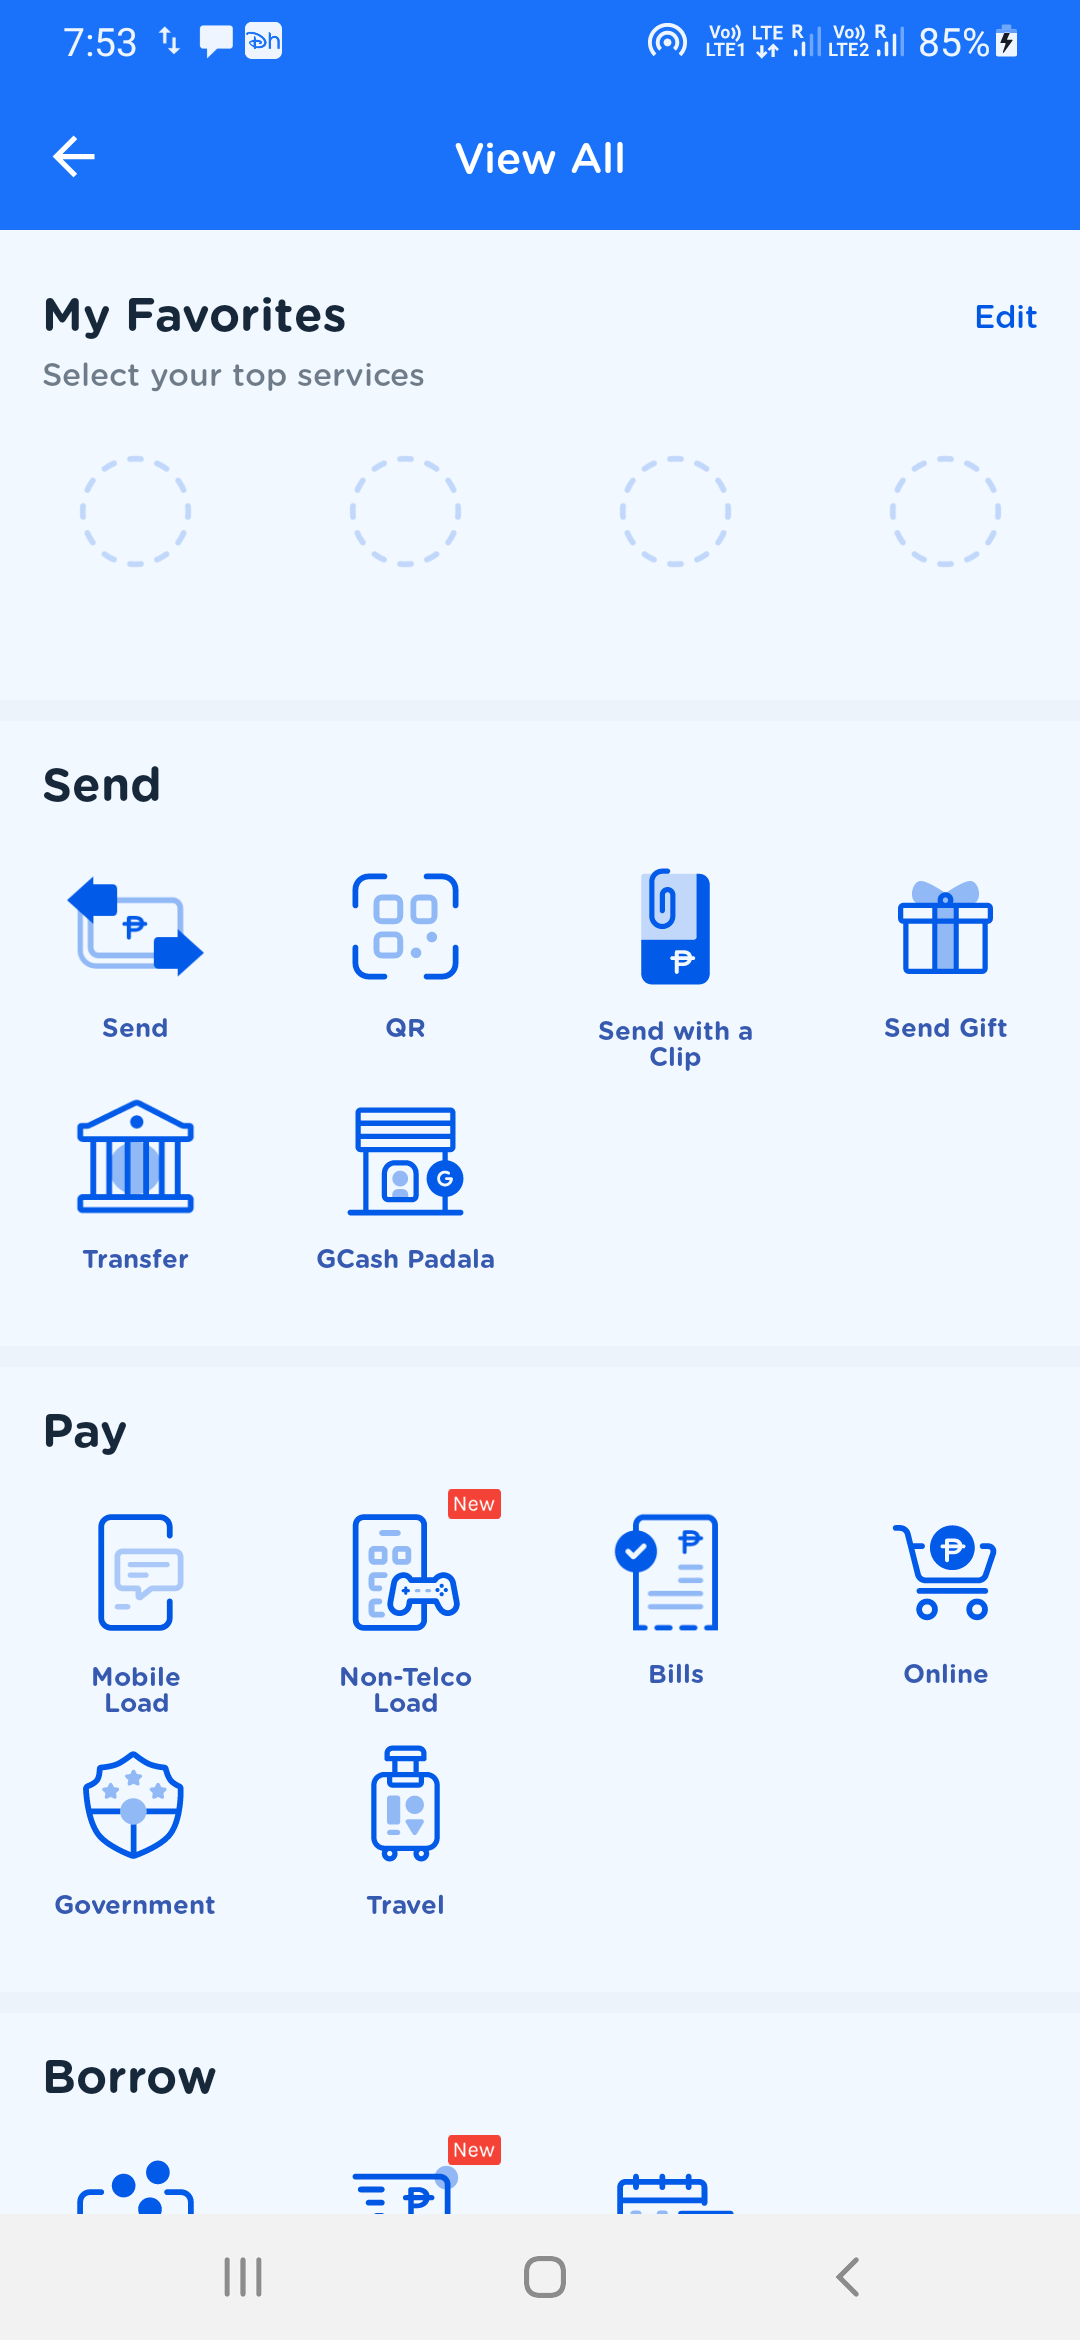 7:53
Dh
Vo)) LTE R Vo)) R
LTE1 LTE2 85%
View All
My Favorites
Edit
Select your top services
Send
Send
QR
Send with a
Clip
Send Gift
Transfer
G
GCash Padala
Pay
New
Mobile
Load
Non-Telco
Load
Bills
Online
Government
Travel
Borrow
New